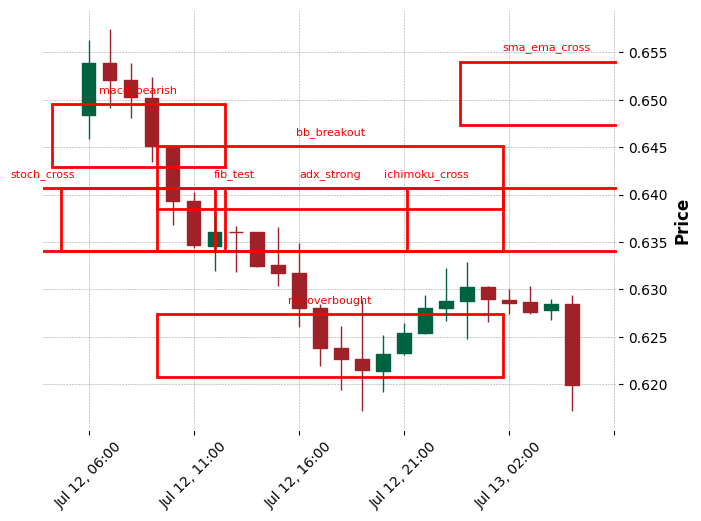 sma_ema_cross
0.655
macd_bearish
0.650
bb_breakout
0.645
stoch_cross
fib_test
adx_strong
ichimoku_cross
0.640
0.635
0.630
rsi_overbought
0.625
0.620
Price
Jul 12, 06:00
Jul 12, 11:00
Jul 12, 16:00
Jul 12, 21:00
Jul 13, 02:00